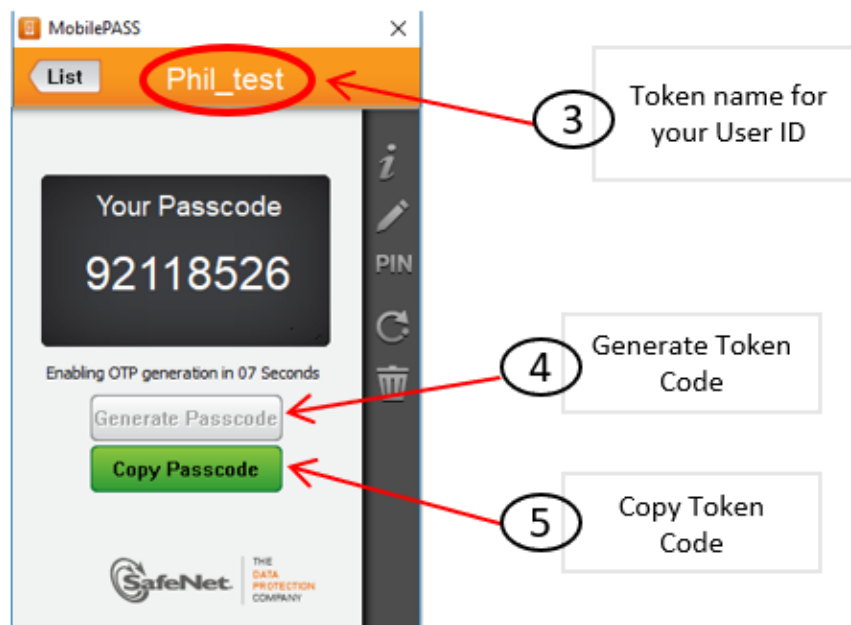 MobilePASS
List
Phil_test
3
Token name for
your User ID
Your Passcode
92118526
i
PIN
Enabling OTP generation in 07 Seconds
Generate Passcode
4
Generate Token
Code
Copy Passcode
5
Copy Token
Code
SafeNet.
THE
DATA
PROTECTION
COMPANY